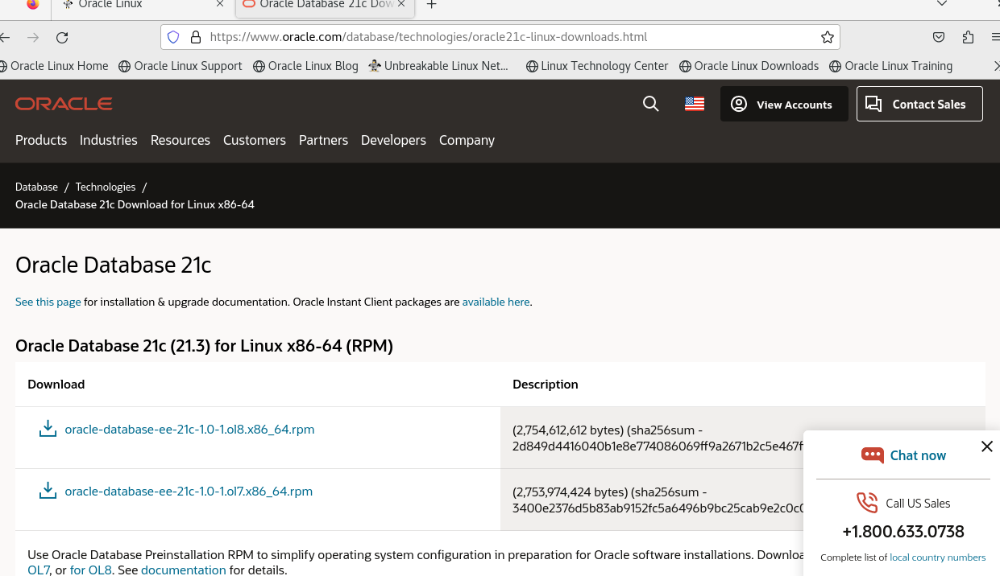 Oracle Linux
Oracle Database 21c Dow
https://www.oracle.com/database/technologies/oracle21c-linux-downloads.html
Oracle Linux Home
Oracle Linux Support
Oracle Linux Blog
Unbreakable Linux Net...
Linux Technology Center
Oracle Linux Downloads
Oracle Linux Training
ORACLE
View Accounts
Contact Sales
Products Industries Resources Customers Partners Developers Company
Database / Technologies /
Oracle Database 21c Download for Linux x86-64
Oracle Database 21c
See this page for installation & upgrade documentation. Oracle Instant Client packages are available here.
Oracle Database 21c (21.3) for Linux x86-64 (RPM)
Download Description
oracle-database-ee-21c-1.0-1.ol8.x86_64.rpm
(2,754,612,612 bytes) (sha256sum -
2d849d4416040b1e8e774086069ff9a2671b2c5e467f
oracle-database-ee-21c-1.0-1.ol7.x86_64.rpm
(2,753,974,424 bytes) (sha256sum -
3400e2376d5b83ab9152fc5a6496b9bc25cab9e2c0c
Use Oracle Database Preinstallation RPM to simplify operating system configuration in preparation for Oracle software installations. Downloa
OL7, or for OL8. See documentation for details.
Chat now
Call US Sales
+1.800.633.0738
Complete list of local country numbers